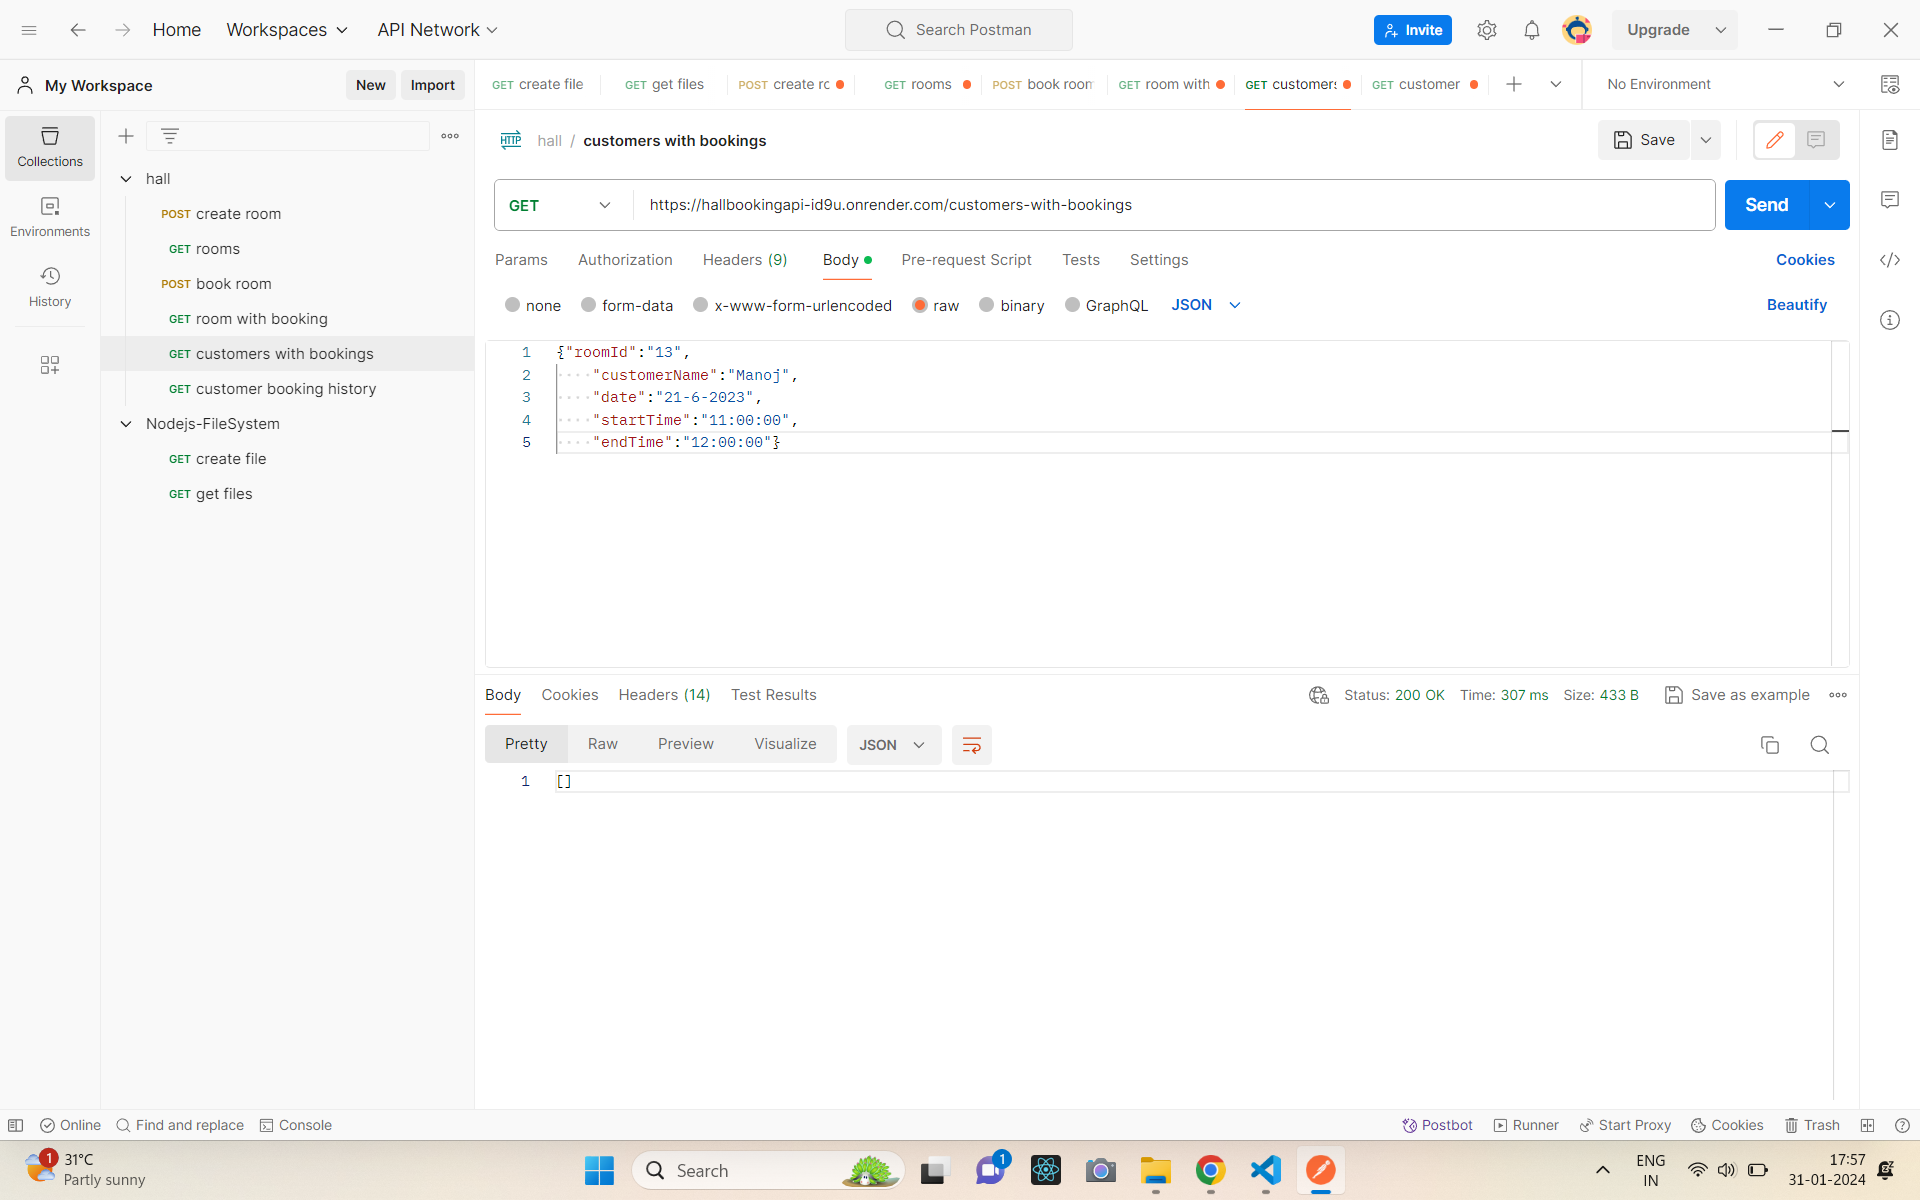 Home Workspaces API Network Search Postman Invite Upgrade
My Workspace New Import GET create file GET get files POST create rc GET rooms POST book room GET room with GET customers GET customer No Environment
Collections
Environments
History
hall
POST create room
GET rooms
POST book room
GET room with booking
GET customers with bookings
GET customer booking history
Nodejs-FileSystem
GET create file
GET get files
HTTP hall / customers with bookings Save
GET https://hallbookingapi-id9u.onrender.com/customers-with-bookings Send
Params Authorization Headers (9) Body Pre-request Script Tests Settings Cookies
none form-data x-www-form-urlencoded raw binary GraphQL JSON Beautify
1 {"roomId":"13",
2 "customerName":"Manoj",
3 "date":"21-6-2023",
4 "startTime":"11:00:00",
5 "endTime":"12:00:00"}
Body Cookies Headers (14) Test Results Status: 200 OK Time: 307 ms Size: 433 B Save as example
Pretty Raw Preview Visualize JSON
1 []
Online Find and replace Console Postbot Runner Start Proxy Cookies Trash
1 31°C
Partly sunny
Search
1
ENG
IN
17:57
31-01-2024